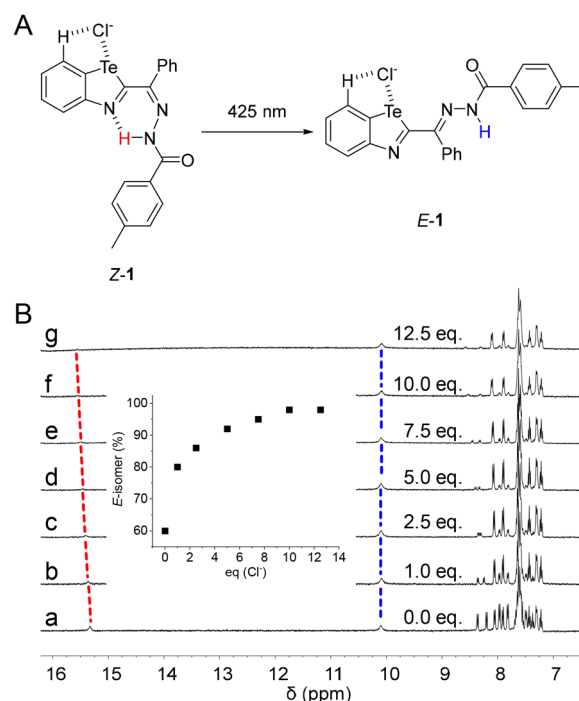 A
Cl⁻
H
Te
Ph
N
N
H
N
O
Z-1
425 nm
Cl⁻
H
Te
N
N
N
H
O
Ph
E-1
B
g
12.5 eq.
f
10.0 eq.
e
7.5 eq.
d
5.0 eq.
c
2.5 eq.
b
1.0 eq.
a
0.0 eq.
E-isomer (%)
100
90
80
70
60
0 2 4 6 8 10 12 14
eq (Cl⁻)
16 15 14 13 12 11 10 9 8 7
δ (ppm)